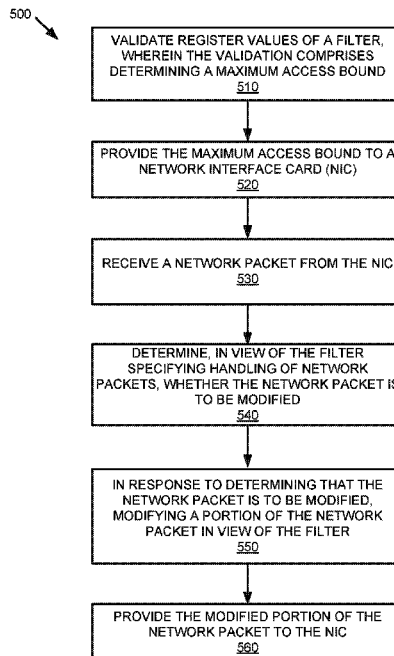 500
VALIDATE REGISTER VALUES OF A FILTER,
WHEREIN THE VALIDATION COMPRISES
DETERMINING A MAXIMUM ACCESS BOUND
510
PROVIDE THE MAXIMUM ACCESS BOUND TO A
NETWORK INTERFACE CARD (NIC)
520
RECEIVE A NETWORK PACKET FROM THE NIC
530
DETERMINE, IN VIEW OF THE FILTER
SPECIFYING HANDLING OF NETWORK
PACKETS, WHETHER THE NETWORK PACKET IS
TO BE MODIFIED
540
IN RESPONSE TO DETERMINING THAT THE
NETWORK PACKET IS TO BE MODIFIED,
MODIFYING A PORTION OF THE NETWORK
PACKET IN VIEW OF THE FILTER
550
PROVIDE THE MODIFIED PORTION OF THE
NETWORK PACKET TO THE NIC
560